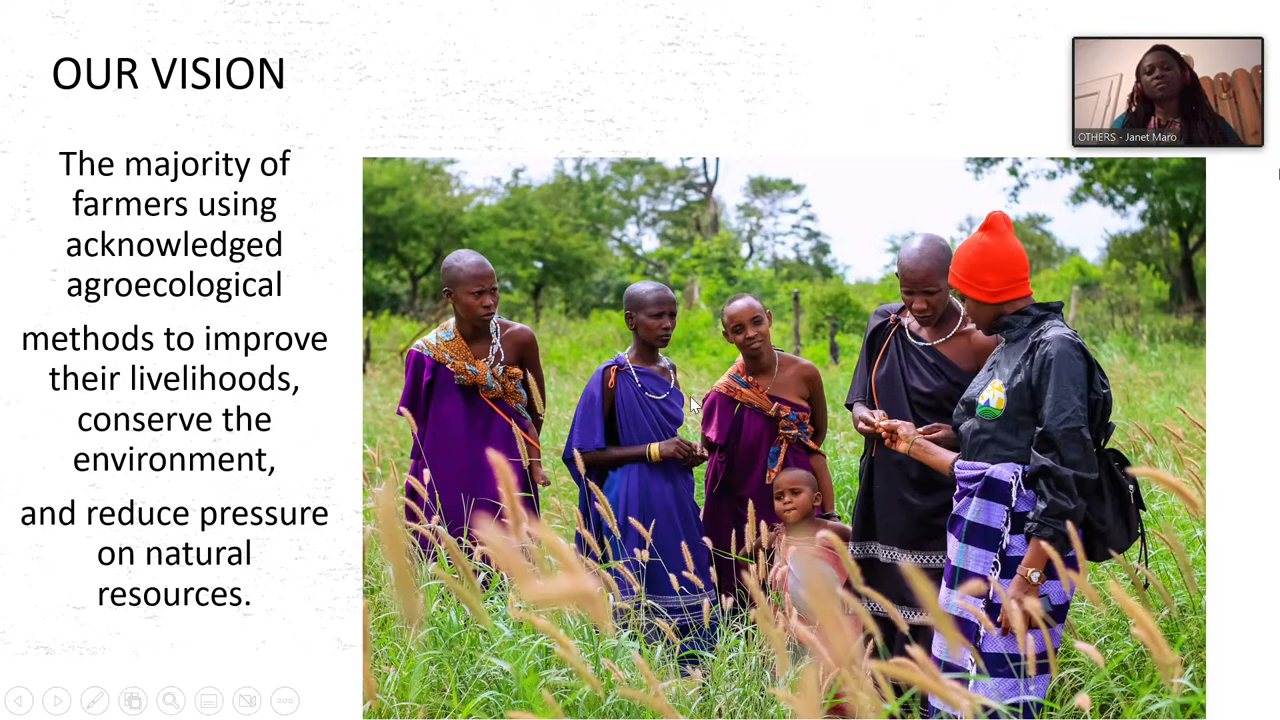 OUR VISION
The majority of
farmers using
acknowledged
agroecological
methods to improve
their livelihoods,
conserve the
environment,
and reduce pressure
on natural
resources.
OTHERS - Janet Maro